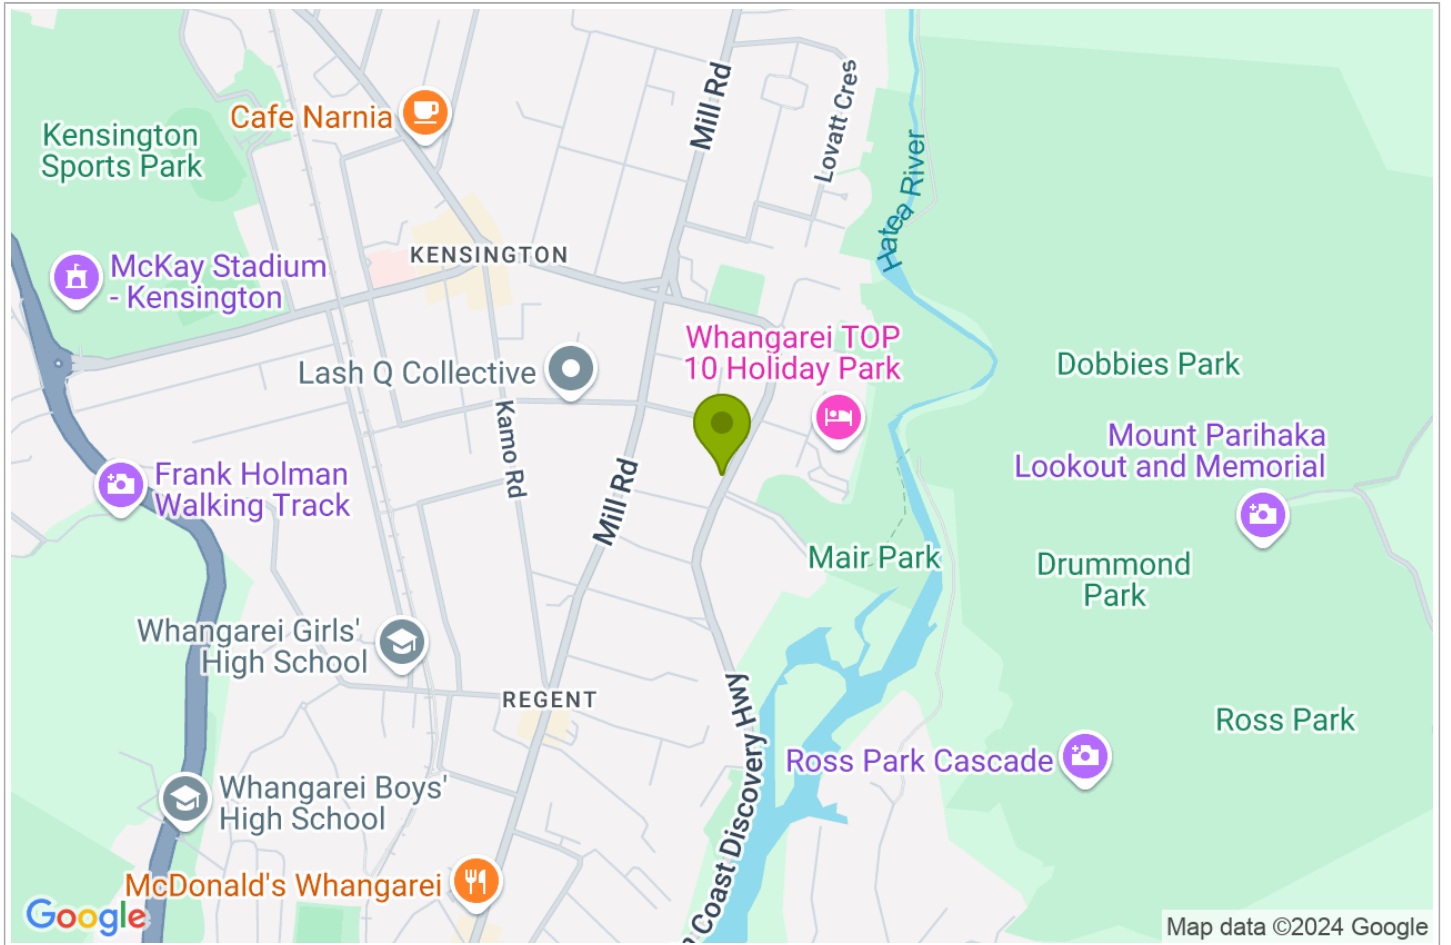 Mill Rd
Lovatt Cres
Cafe Narnia
Kensington
Sports Park
Hatea River
KENSINGTON
McKay Stadium
- Kensington
Whangarei TOP
10 Holiday Park
Dobbies Park
Lash Q Collective
Kamo Rd
Mount Parihaka
Lookout and Memorial
Frank Holman
Walking Track
Mill Rd
Mair Park
Drummond
Park
Whangarei Girls'
High School
REGENT
Ross Park
Ross Park Cascade
Coast Discovery Hwy
Whangarei Boys'
High School
McDonald's Whangarei
Google
Map data ©2024 Google